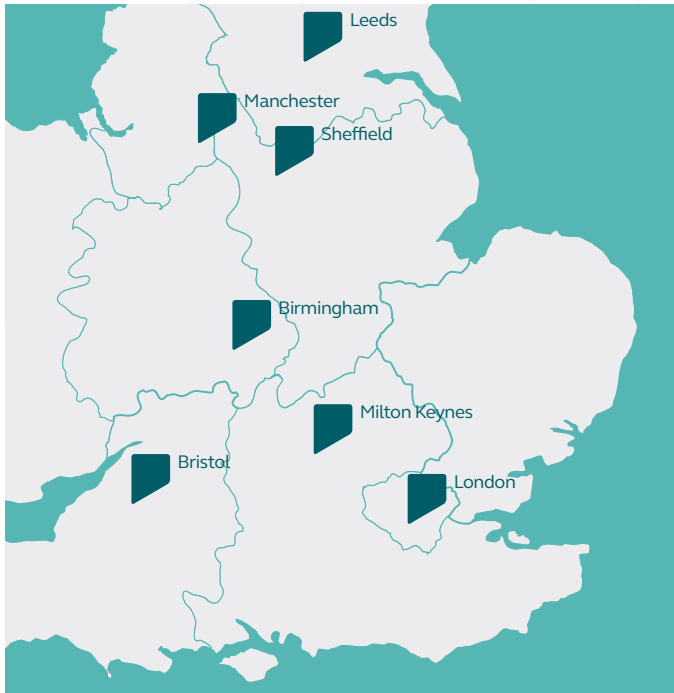 Leeds
Manchester
Sheffield
Birmingham
Milton Keynes
Bristol
London